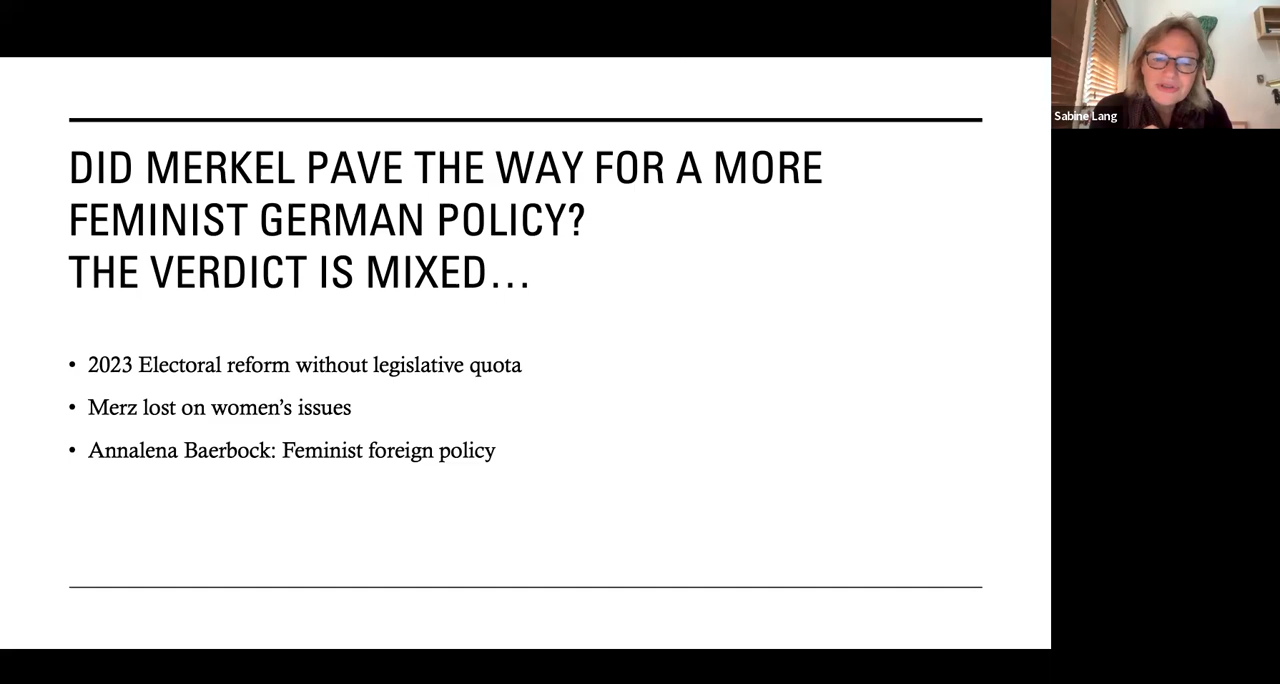 DID MERKEL PAVE THE WAY FOR A MORE
FEMINIST GERMAN POLICY?
THE VERDICT IS MIXED…
• 2023 Electoral reform without legislative quota
• Merz lost on women’s issues
• Annalena Baerbock: Feminist foreign policy
Sabine Lang